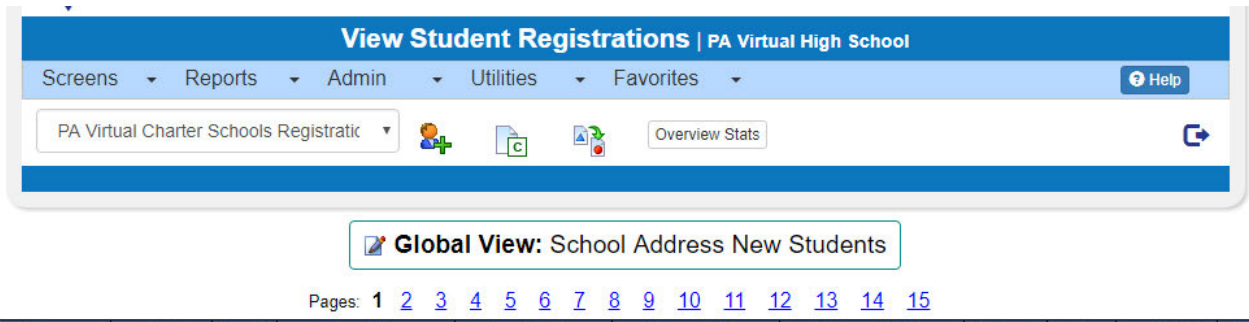 View Student Registrations | PA Virtual High School
Screens Reports Admin Utilities Favorites Help
PA Virtual Charter Schools Registratic C Overview Stats
Global View: School Address New Students
Pages: 1 2 3 4 5 6 7 8 9 10 11 12 13 14 15